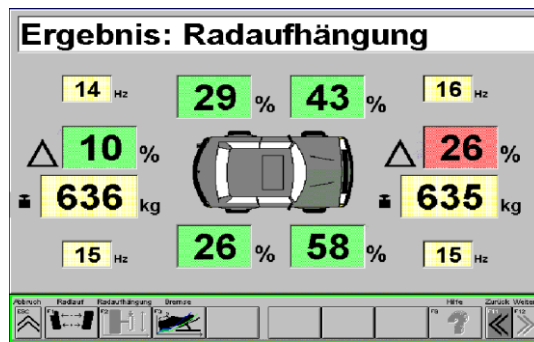 Ergebnis: Radaufhängung
14 Hz 29 % 43 % 16 Hz
10 % 26 %
636 kg 635 kg
15 Hz 26 % 58 % 15 Hz
Abbruch Radlauf Radaufhängung Bremse Hilfe Zurück Weiter
ESC F1 F2 F3 F9 F11 F12